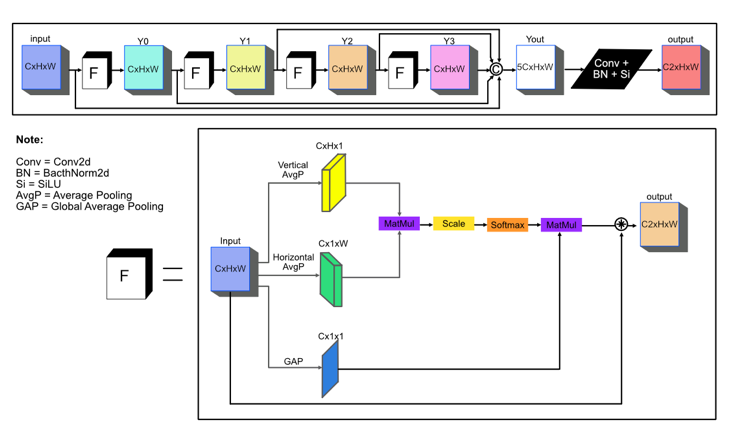 input
Y0
Y1
Y2
Y3
Yout
output
CxHxW
F
CxHxW
F
CxHxW
F
CxHxW
F
CxHxW
C
5CxHxW
Conv +
BN + Si
C2xHxW
Note:
Conv = Conv2d
BN = BacthNorm2d
Si = SiLU
AvgP = Average Pooling
GAP = Global Average Pooling
F
=
CxHx1
Vertical
AvgP
MatMul
Scale
Softmax
MatMul
*
output
C2xHxW
Input
CxHxW
Horizontal
AvgP
Cx1xW
Cx1x1
GAP